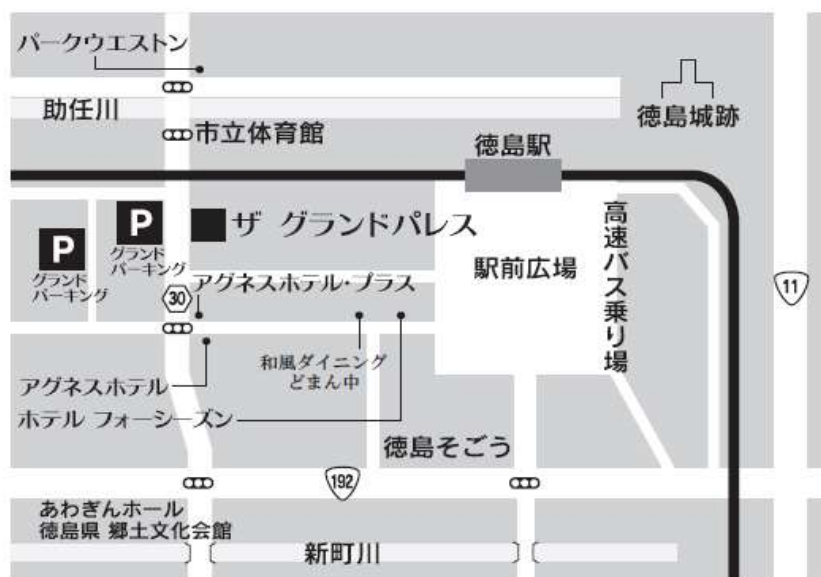 パークウエストン
助任川
市立体育館
徳島城跡
徳島駅
P
グランド
パーキング
P
グランド
パーキング
ザ グランドパレス
駅前広場
高速バス乗り場
11
30
アグネスホテル・プラス
和風ダイニング
どまん中
アグネスホテル
ホテル フォーシーズン
徳島そごう
192
あわぎんホール
徳島県 郷土文化会館
新町川